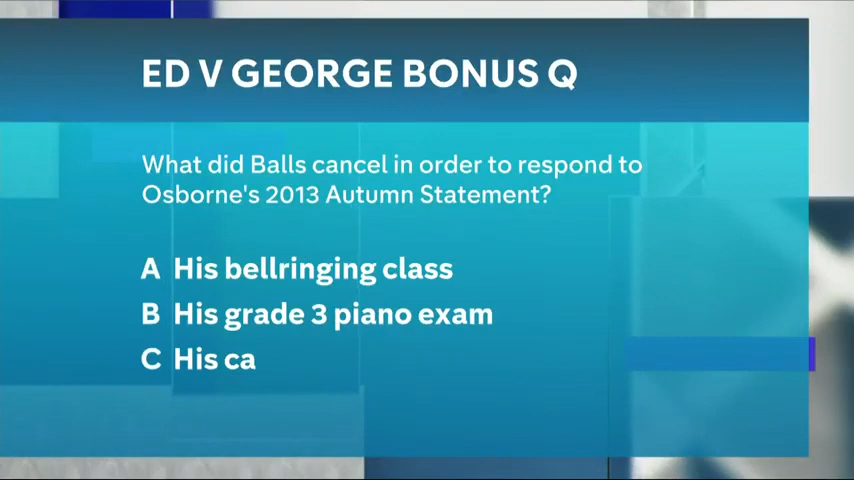 ED V GEORGE BONUS Q
What did Balls cancel in order to respond to
Osborne's 2013 Autumn Statement?
A His bellringing class
B His grade 3 piano exam
C His ca